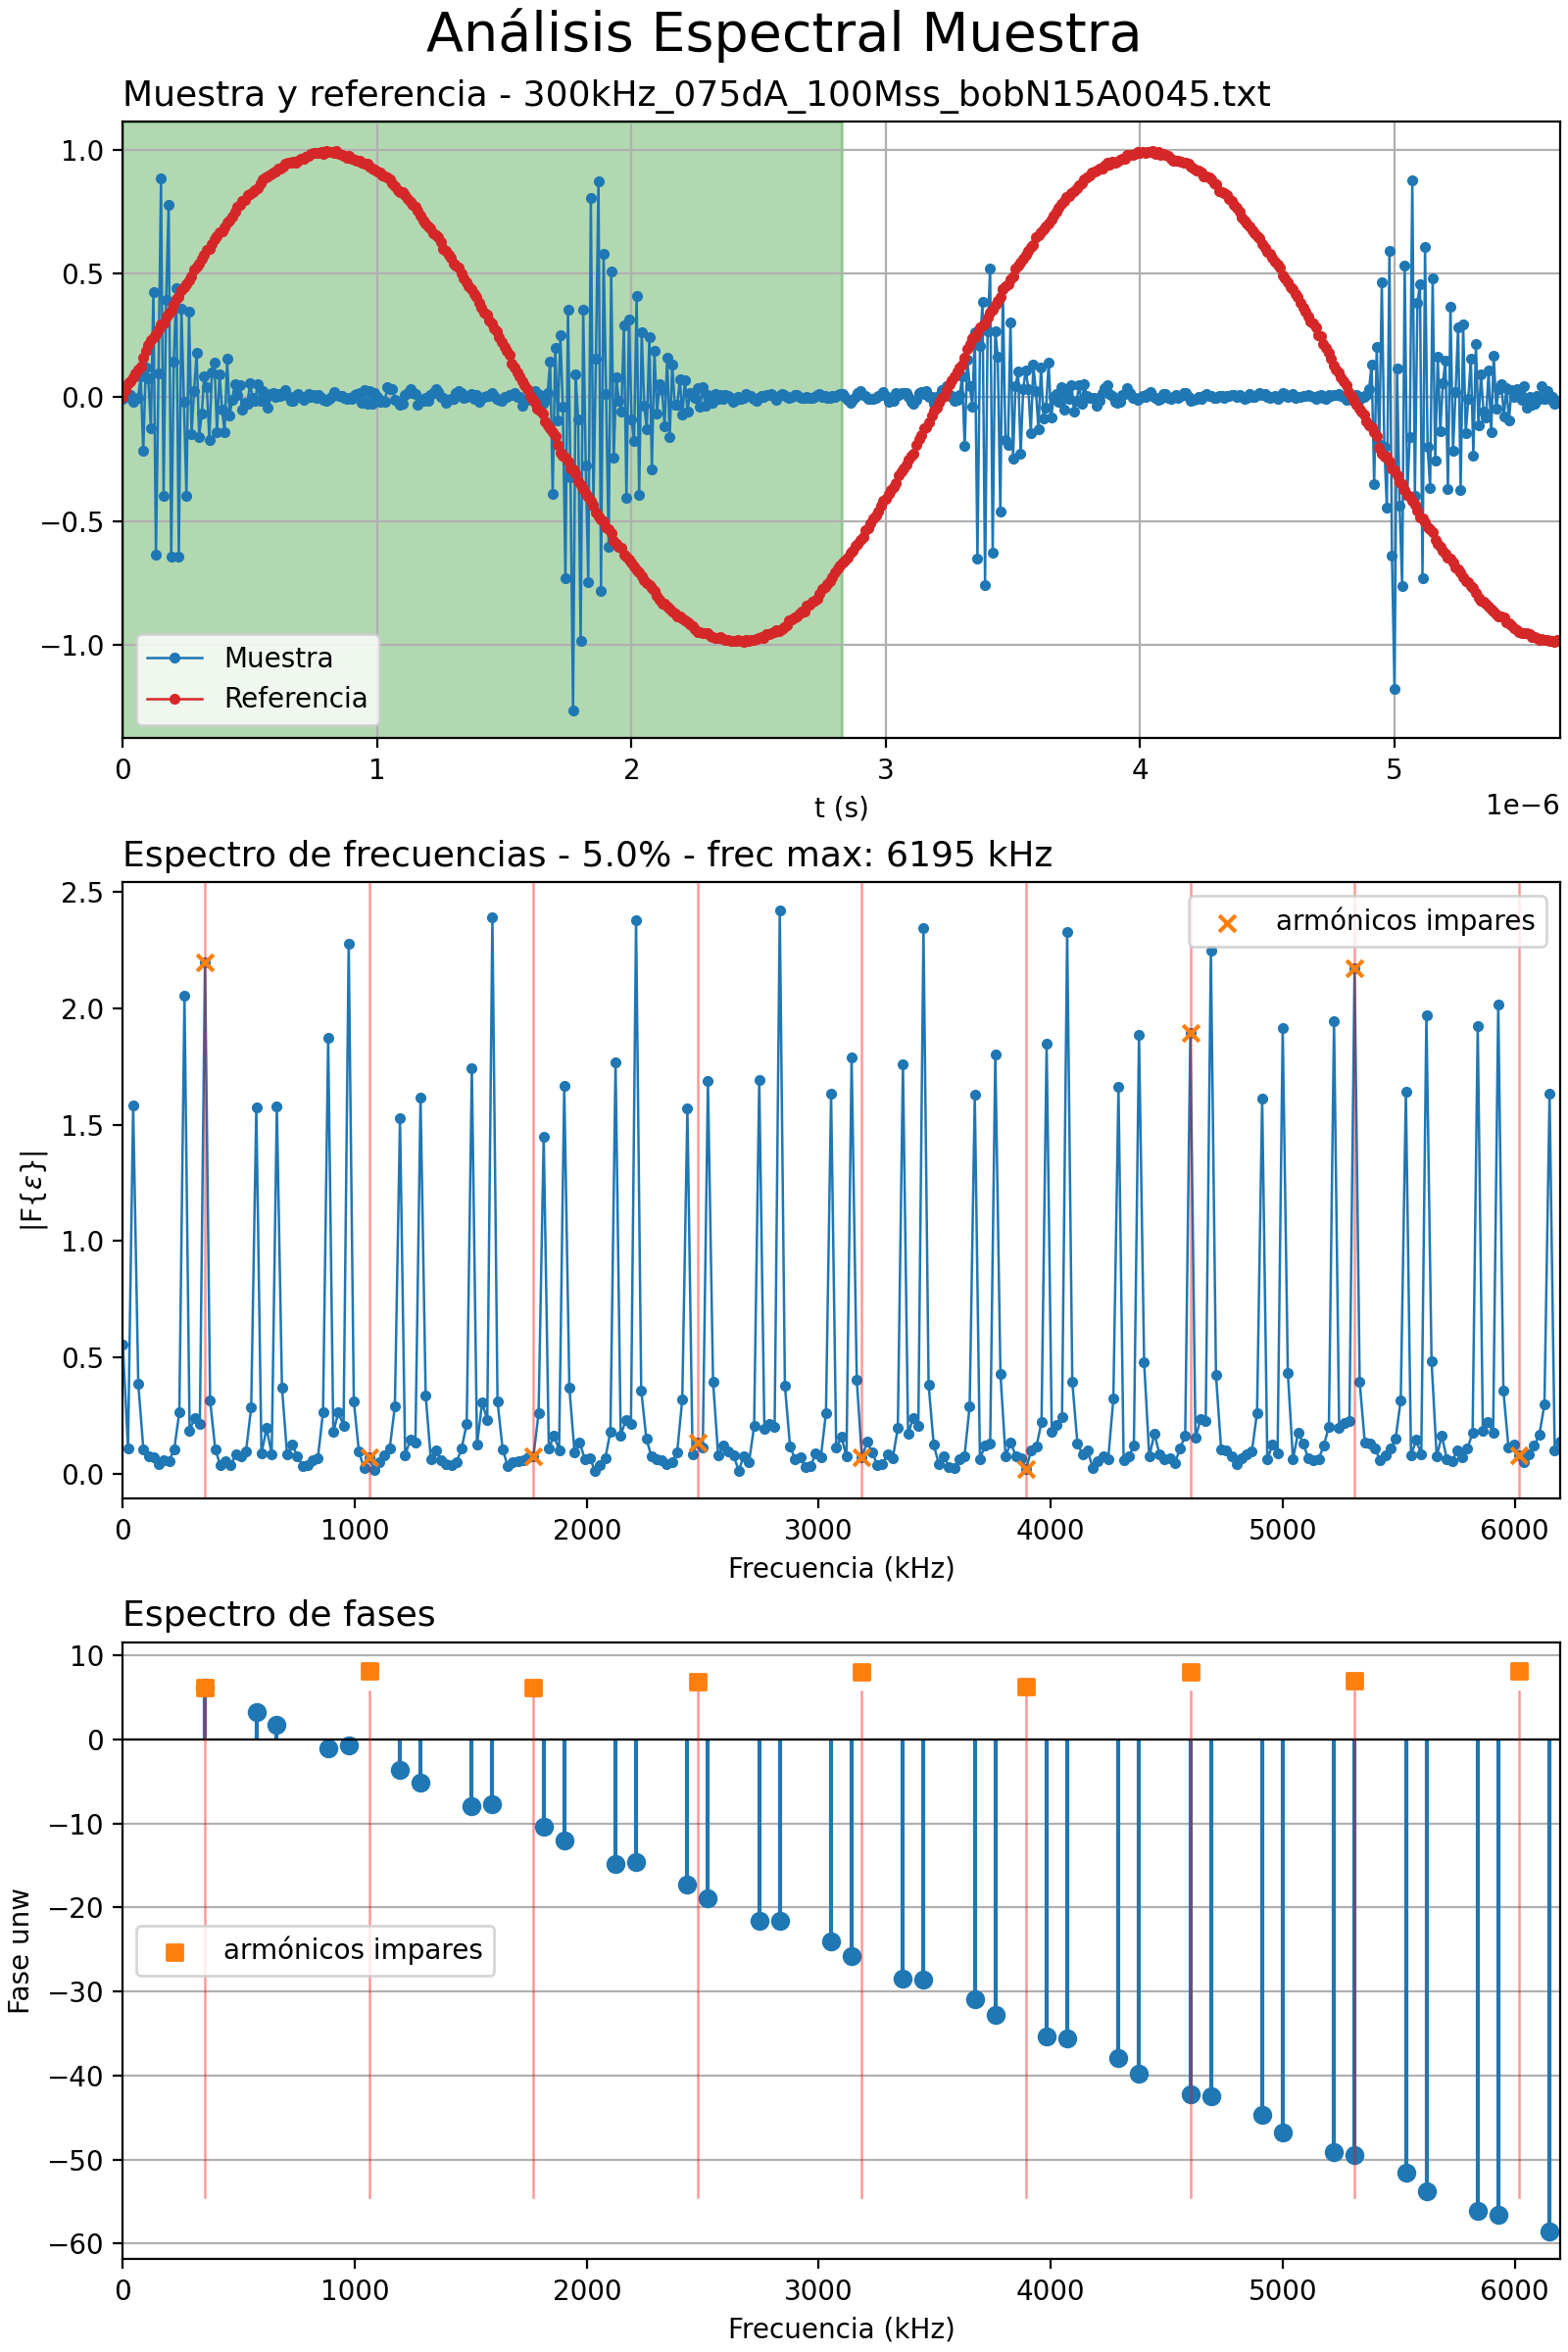 Análisis Espectral Muestra
Muestra y referencia - 300kHz_075dA_100Mss_bobN15A0045.txt
1.0
0.5
0.0
−0.5
−1.0
Muestra
Referencia
0 1 2 3 4 5
t (s)
1e−6
Espectro de frecuencias - 5.0% - frec max: 6195 kHz
2.5
2.0
1.5
1.0
0.5
0.0
|F{ε}|
armónicos impares
0 1000 2000 3000 4000 5000 6000
Frecuencia (kHz)
Espectro de fases
10
0
−10
−20
−30
−40
−50
−60
Fase unw
armónicos impares
0 1000 2000 3000 4000 5000 6000
Frecuencia (kHz)